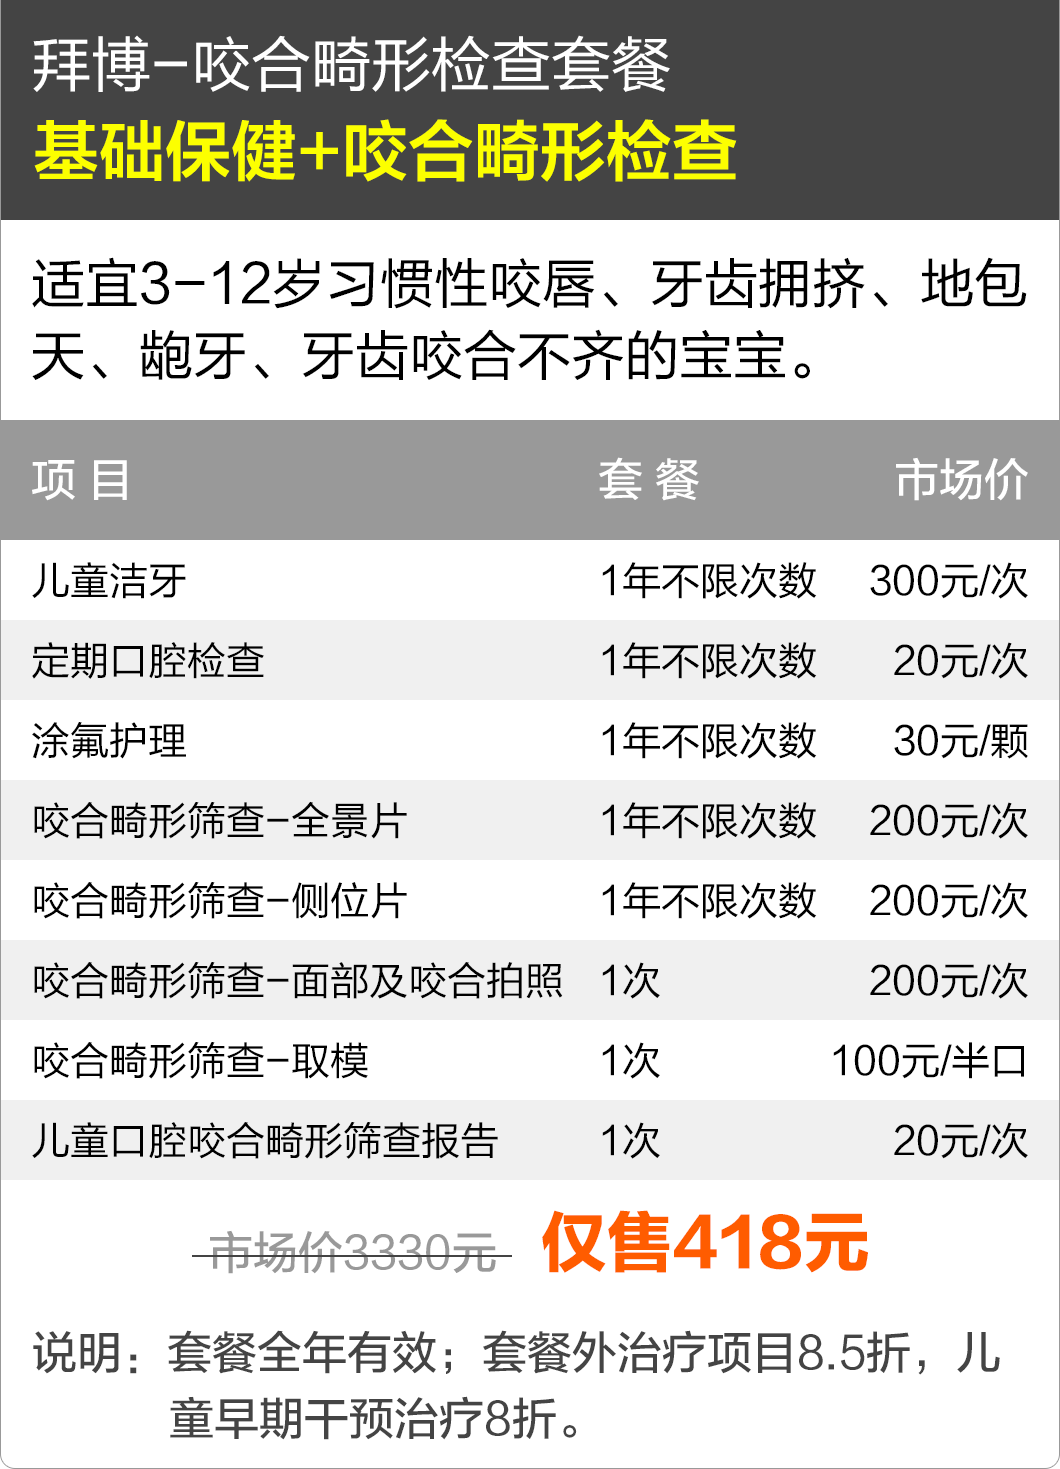 拜博-咬合畸形检查套餐
基础保健+咬合畸形检查
适宜3-12岁习惯性咬唇、牙齿拥挤、地包
天、龅牙、牙齿咬合不齐的宝宝。
项 目 套 餐 市场价
儿童洁牙 1年不限次数 300元/次
定期口腔检查 1年不限次数 20元/次
涂氟护理 1年不限次数 30元/颗
咬合畸形筛查-全景片 1年不限次数 200元/次
咬合畸形筛查-侧位片 1年不限次数 200元/次
咬合畸形筛查-面部及咬合拍照 1次 200元/次
咬合畸形筛查-取模 1次 100元/半口
儿童口腔咬合畸形筛查报告 1次 20元/次
市场价3330元 仅售418元
说明：套餐全年有效；套餐外治疗项目8.5折，儿
童早期干预治疗8折。